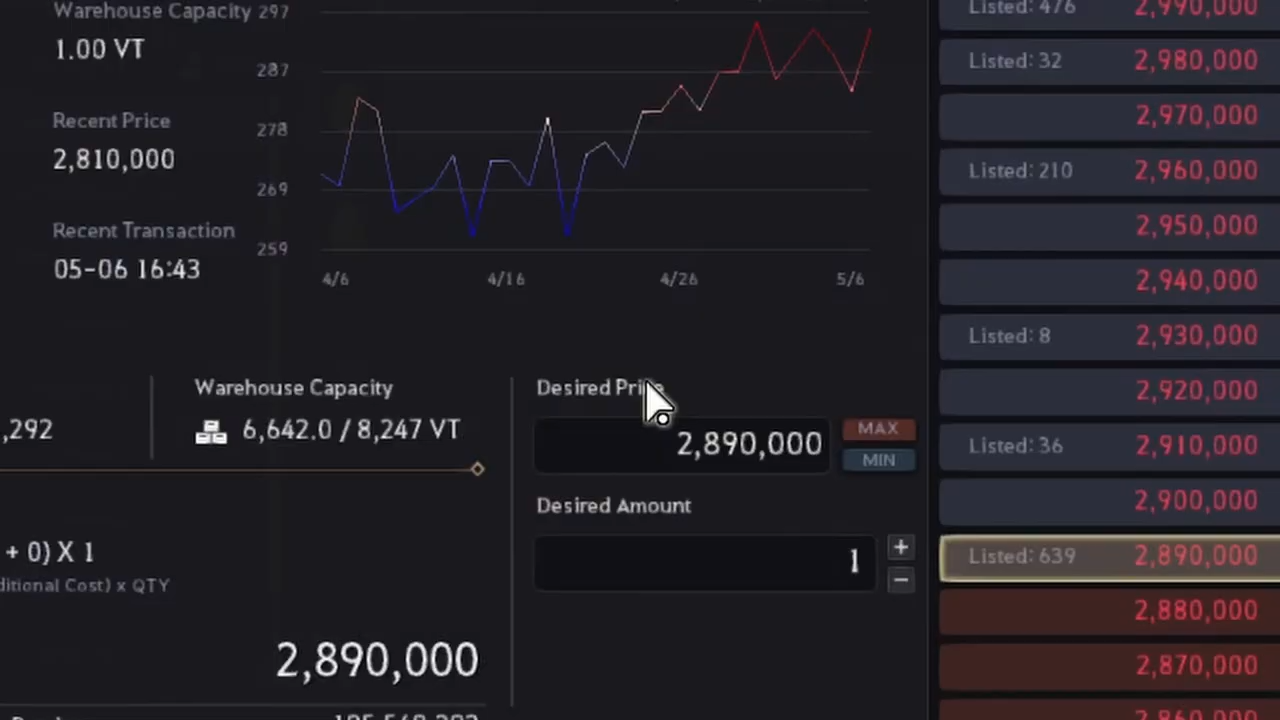 Warehouse Capacity
1.00 VT
Recent Price
2,810,000
Recent Transaction
05-06 16:43
297
287
278
269
259
4/6
4/16
4/26
5/6
,292
Warehouse Capacity
6,642.0 / 8,247 VT
+ 0) X 1
ditional Cost) x QTY
2,890,000
Desired Price
2,890,000
MAX
MIN
Desired Amount
1
+
−
Listed: 476 2,990,000
Listed: 32 2,980,000
2,970,000
Listed: 210 2,960,000
2,950,000
2,940,000
Listed: 8 2,930,000
2,920,000
Listed: 36 2,910,000
2,900,000
Listed: 639 2,890,000
2,880,000
2,870,000
2,860,000